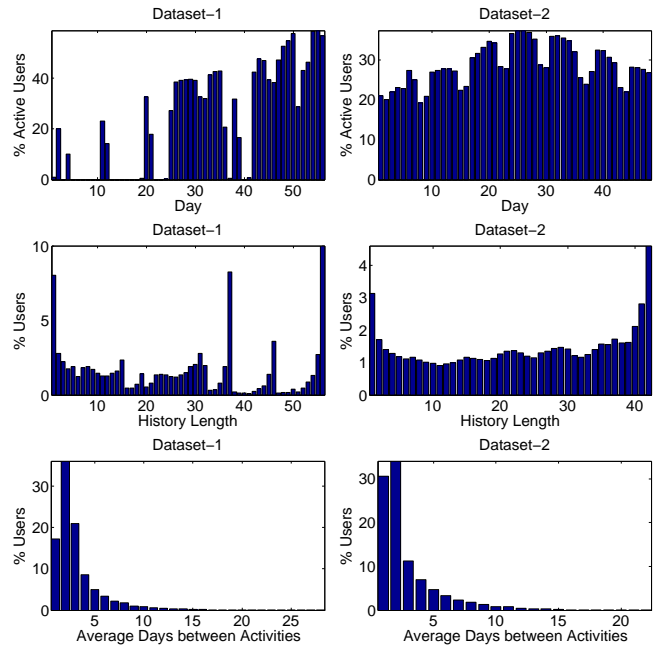 Dataset−1
% Active Users
40
20
0
10 20 30 40 50
Day
Dataset−2
% Active Users
30
20
10
0
10 20 30 40
Day
Dataset−1
% Users
10
5
0
10 20 30 40 50
History Length
Dataset−2
% Users
4
3
2
1
0
10 20 30 40
History Length
Dataset−1
% Users
30
20
10
0
5 10 15 20 25
Average Days between Activities
Dataset−2
% Users
30
20
10
0
5 10 15 20
Average Days between Activities